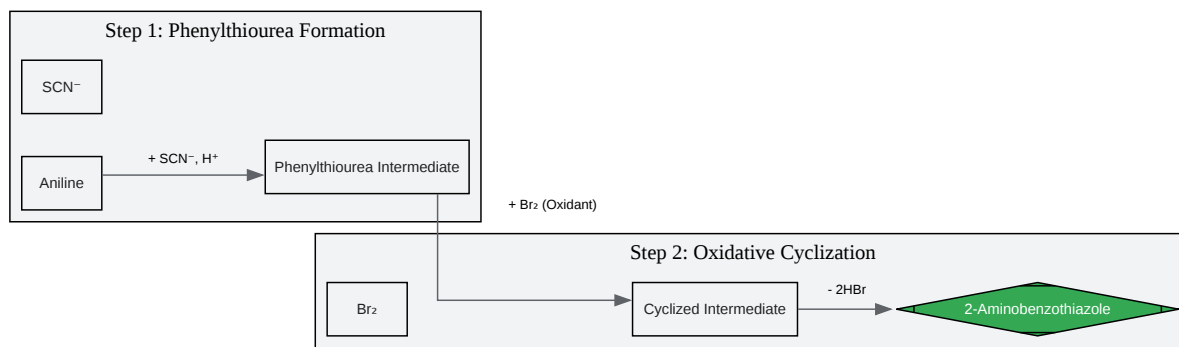 Step 1: Phenylthiourea Formation
SCN⁻
Aniline
+ SCN⁻, H⁺
Phenylthiourea Intermediate
+ Br₂ (Oxidant)
Step 2: Oxidative Cyclization
Br₂
Cyclized Intermediate
- 2HBr
2-Aminobenzothiazole